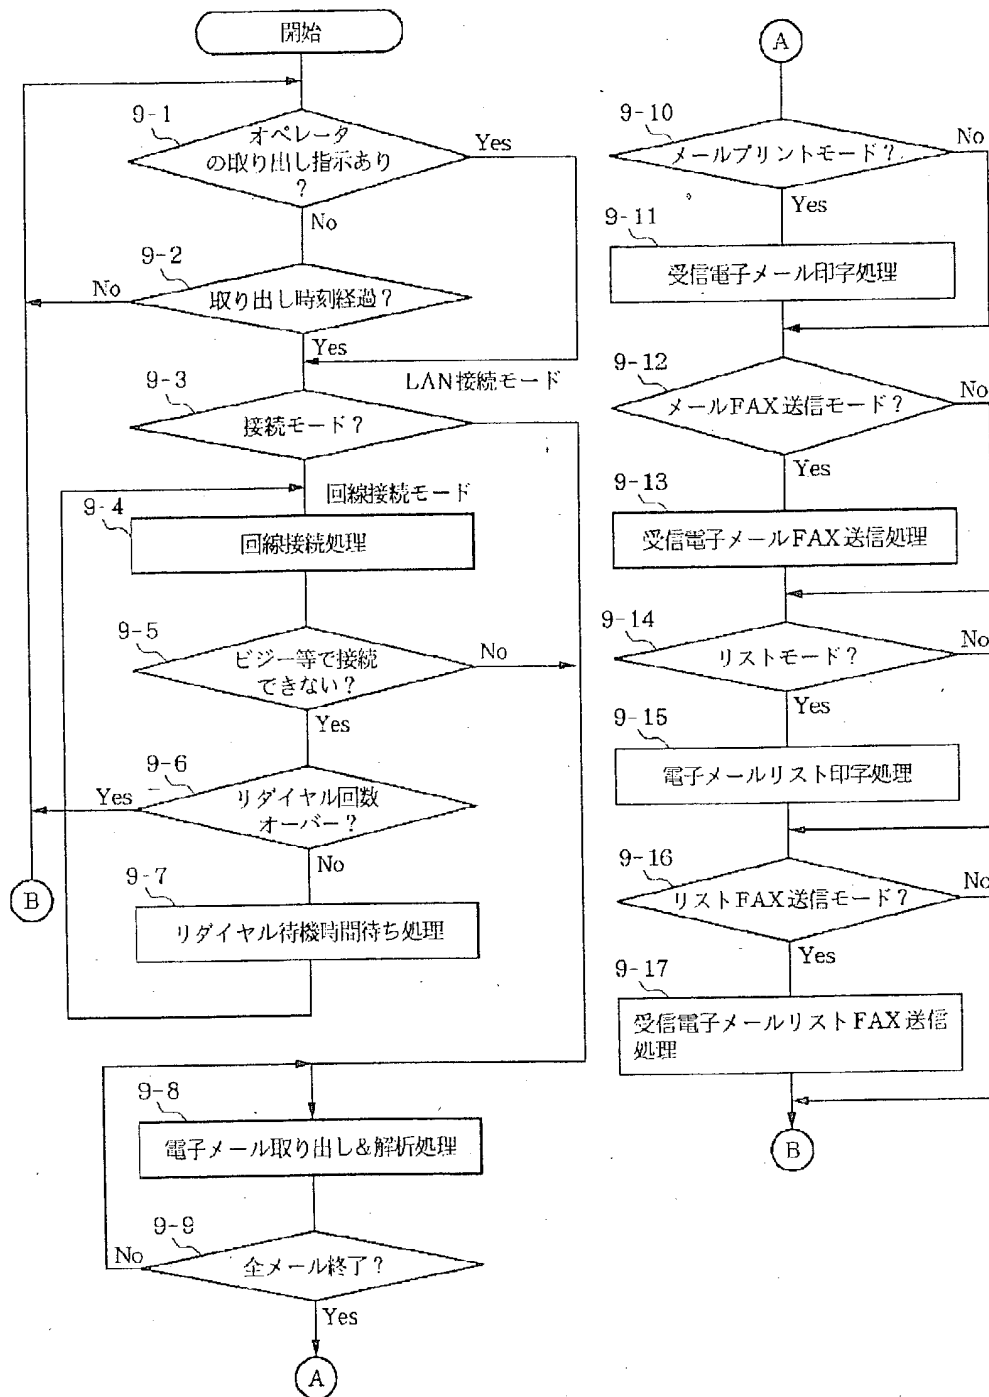 開始
9-1
オペレータ
の取り出し指示あり
?
Yes
No
9-2
取り出し時刻経過?
No
Yes
LAN接続モード
9-3
接続モード?
回線接続モード
9-4
回線接続処理
9-5
ビジー等で接続
できない?
No
Yes
9-6
リダイヤル回数
オーバー?
Yes
No
B
9-7
リダイヤル待機時間待ち処理
9-8
電子メール取り出し&解析処理
9-9
全メール終了?
No
Yes
A
A
9-10
メールプリントモード?
No
Yes
9-11
受信電子メール印字処理
9-12
メールFAX送信モード?
No
Yes
9-13
受信電子メールFAX送信処理
9-14
リストモード?
No
Yes
9-15
電子メールリスト印字処理
9-16
リストFAX送信モード?
No
Yes
9-17
受信電子メールリストFAX送信
処理
B